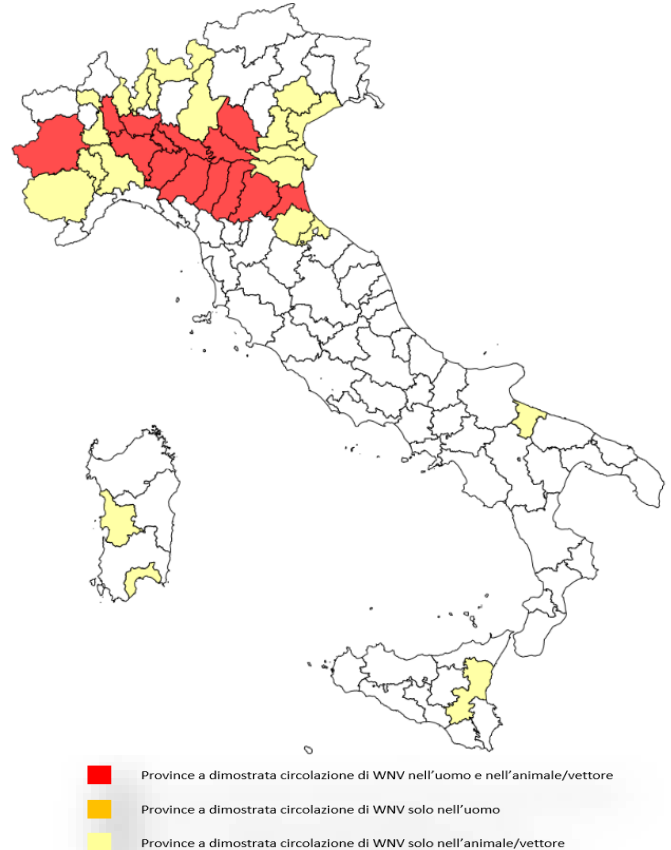 Province a dimostrata circolazione di WNV nell'uomo e nell'animale/vettore
Province a dimostrata circolazione di WNV solo nell'uomo
Province a dimostrata circolazione di WNV solo nell'animale/vettore